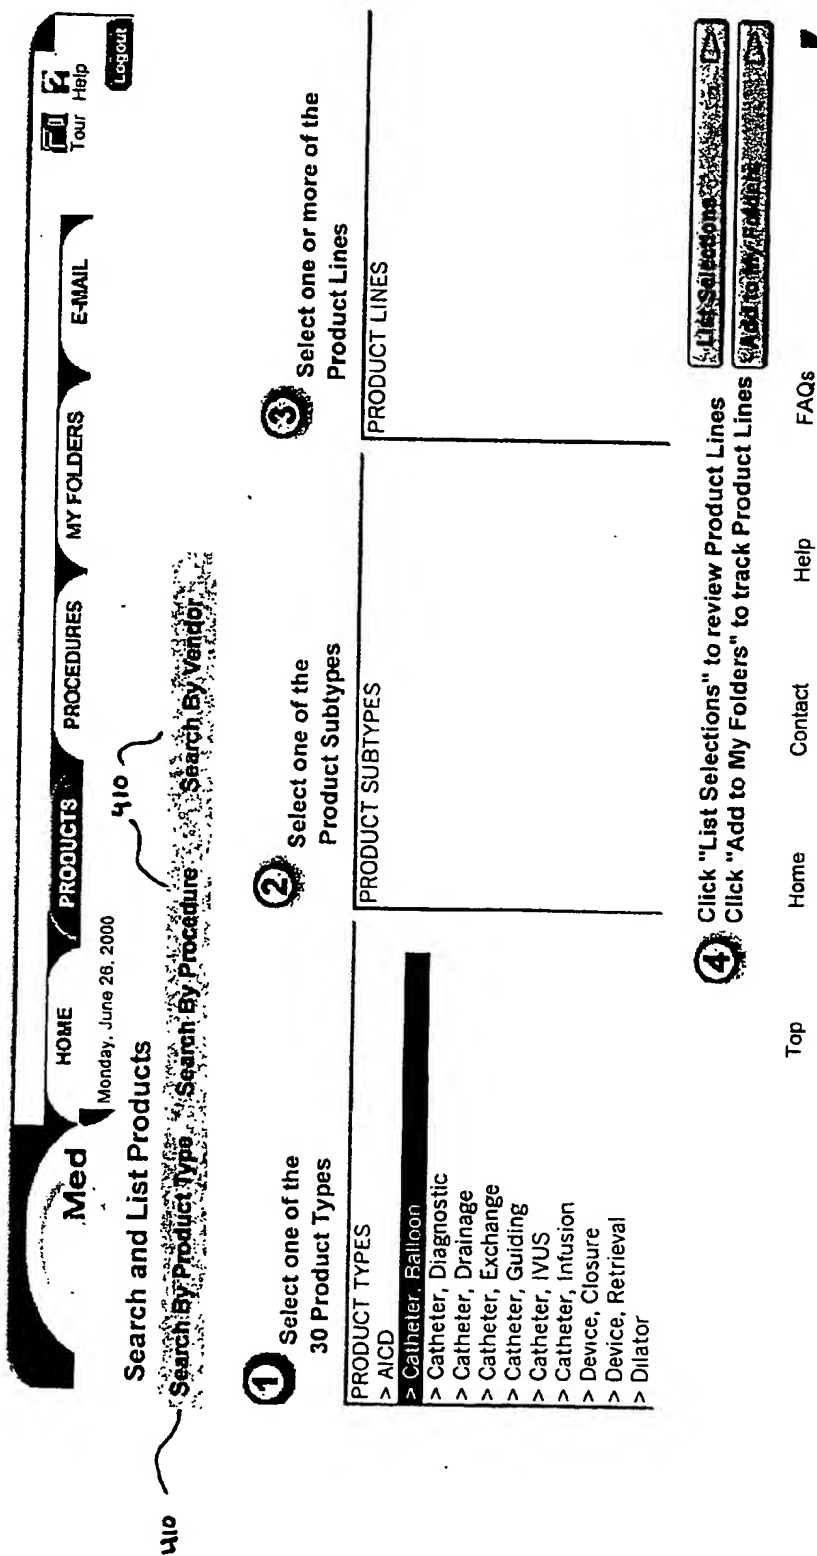 Tour Help
Logout
HOME PRODUCTS PROCEDURES MY FOLDERS E-MAIL
Med
Monday, June 26, 2000
410
Search and List Products
410 Search By Product Type Search By Procedure Search By Vendor
1 Select one of the
30 Product Types
2 Select one of the
Product Subtypes
3 Select one or more of the
Product Lines
PRODUCT TYPES
> AICD
> Catheter, Balloon
> Catheter, Diagnostic
> Catheter, Drainage
> Catheter, Exchange
> Catheter, Guiding
> Catheter, IVUS
> Catheter, Infusion
> Device, Closure
> Device, Retrieval
> Dilator
PRODUCT SUBTYPES
PRODUCT LINES
4 Click "List Selections" to review Product Lines List Selections
Click "Add to My Folders" to track Product Lines Add to My Folders
Top Home Contact Help FAQs